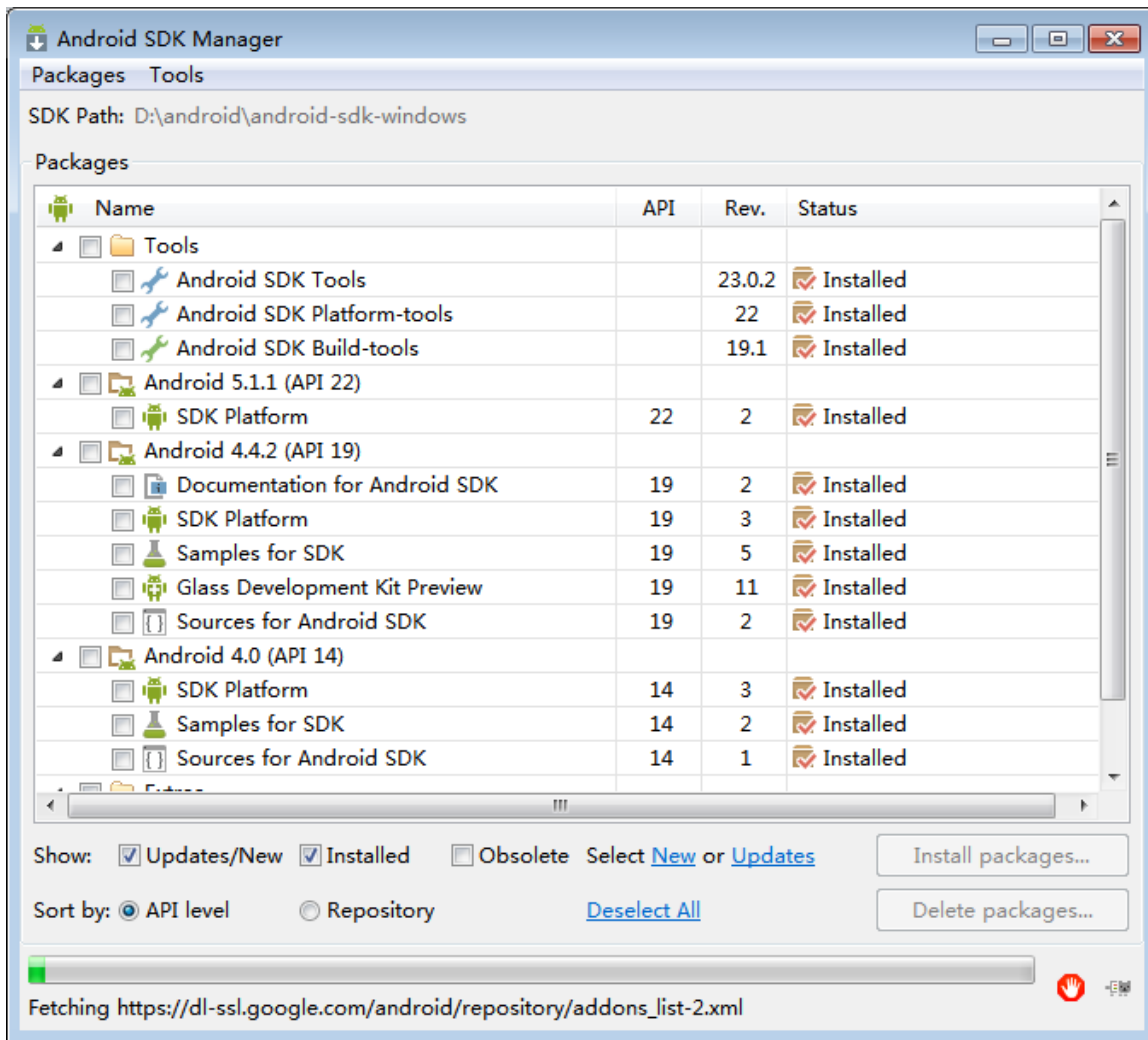 Android SDK Manager
Packages Tools
SDK Path: D:\android\android-sdk-windows
Packages
Name API Rev. Status
Tools
Android SDK Tools 23.0.2 Installed
Android SDK Platform-tools 22 Installed
Android SDK Build-tools 19.1 Installed
Android 5.1.1 (API 22)
SDK Platform 22 2 Installed
Android 4.4.2 (API 19)
Documentation for Android SDK 19 2 Installed
SDK Platform 19 3 Installed
Samples for SDK 19 5 Installed
Glass Development Kit Preview 19 11 Installed
Sources for Android SDK 19 2 Installed
Android 4.0 (API 14)
SDK Platform 14 3 Installed
Samples for SDK 14 2 Installed
Sources for Android SDK 14 1 Installed
Extras
Show: Updates/New Installed Obsolete Select New or Updates Install packages...
Sort by: API level Repository Deselect All Delete packages...
Fetching https://dl-ssl.google.com/android/repository/addons_list-2.xml